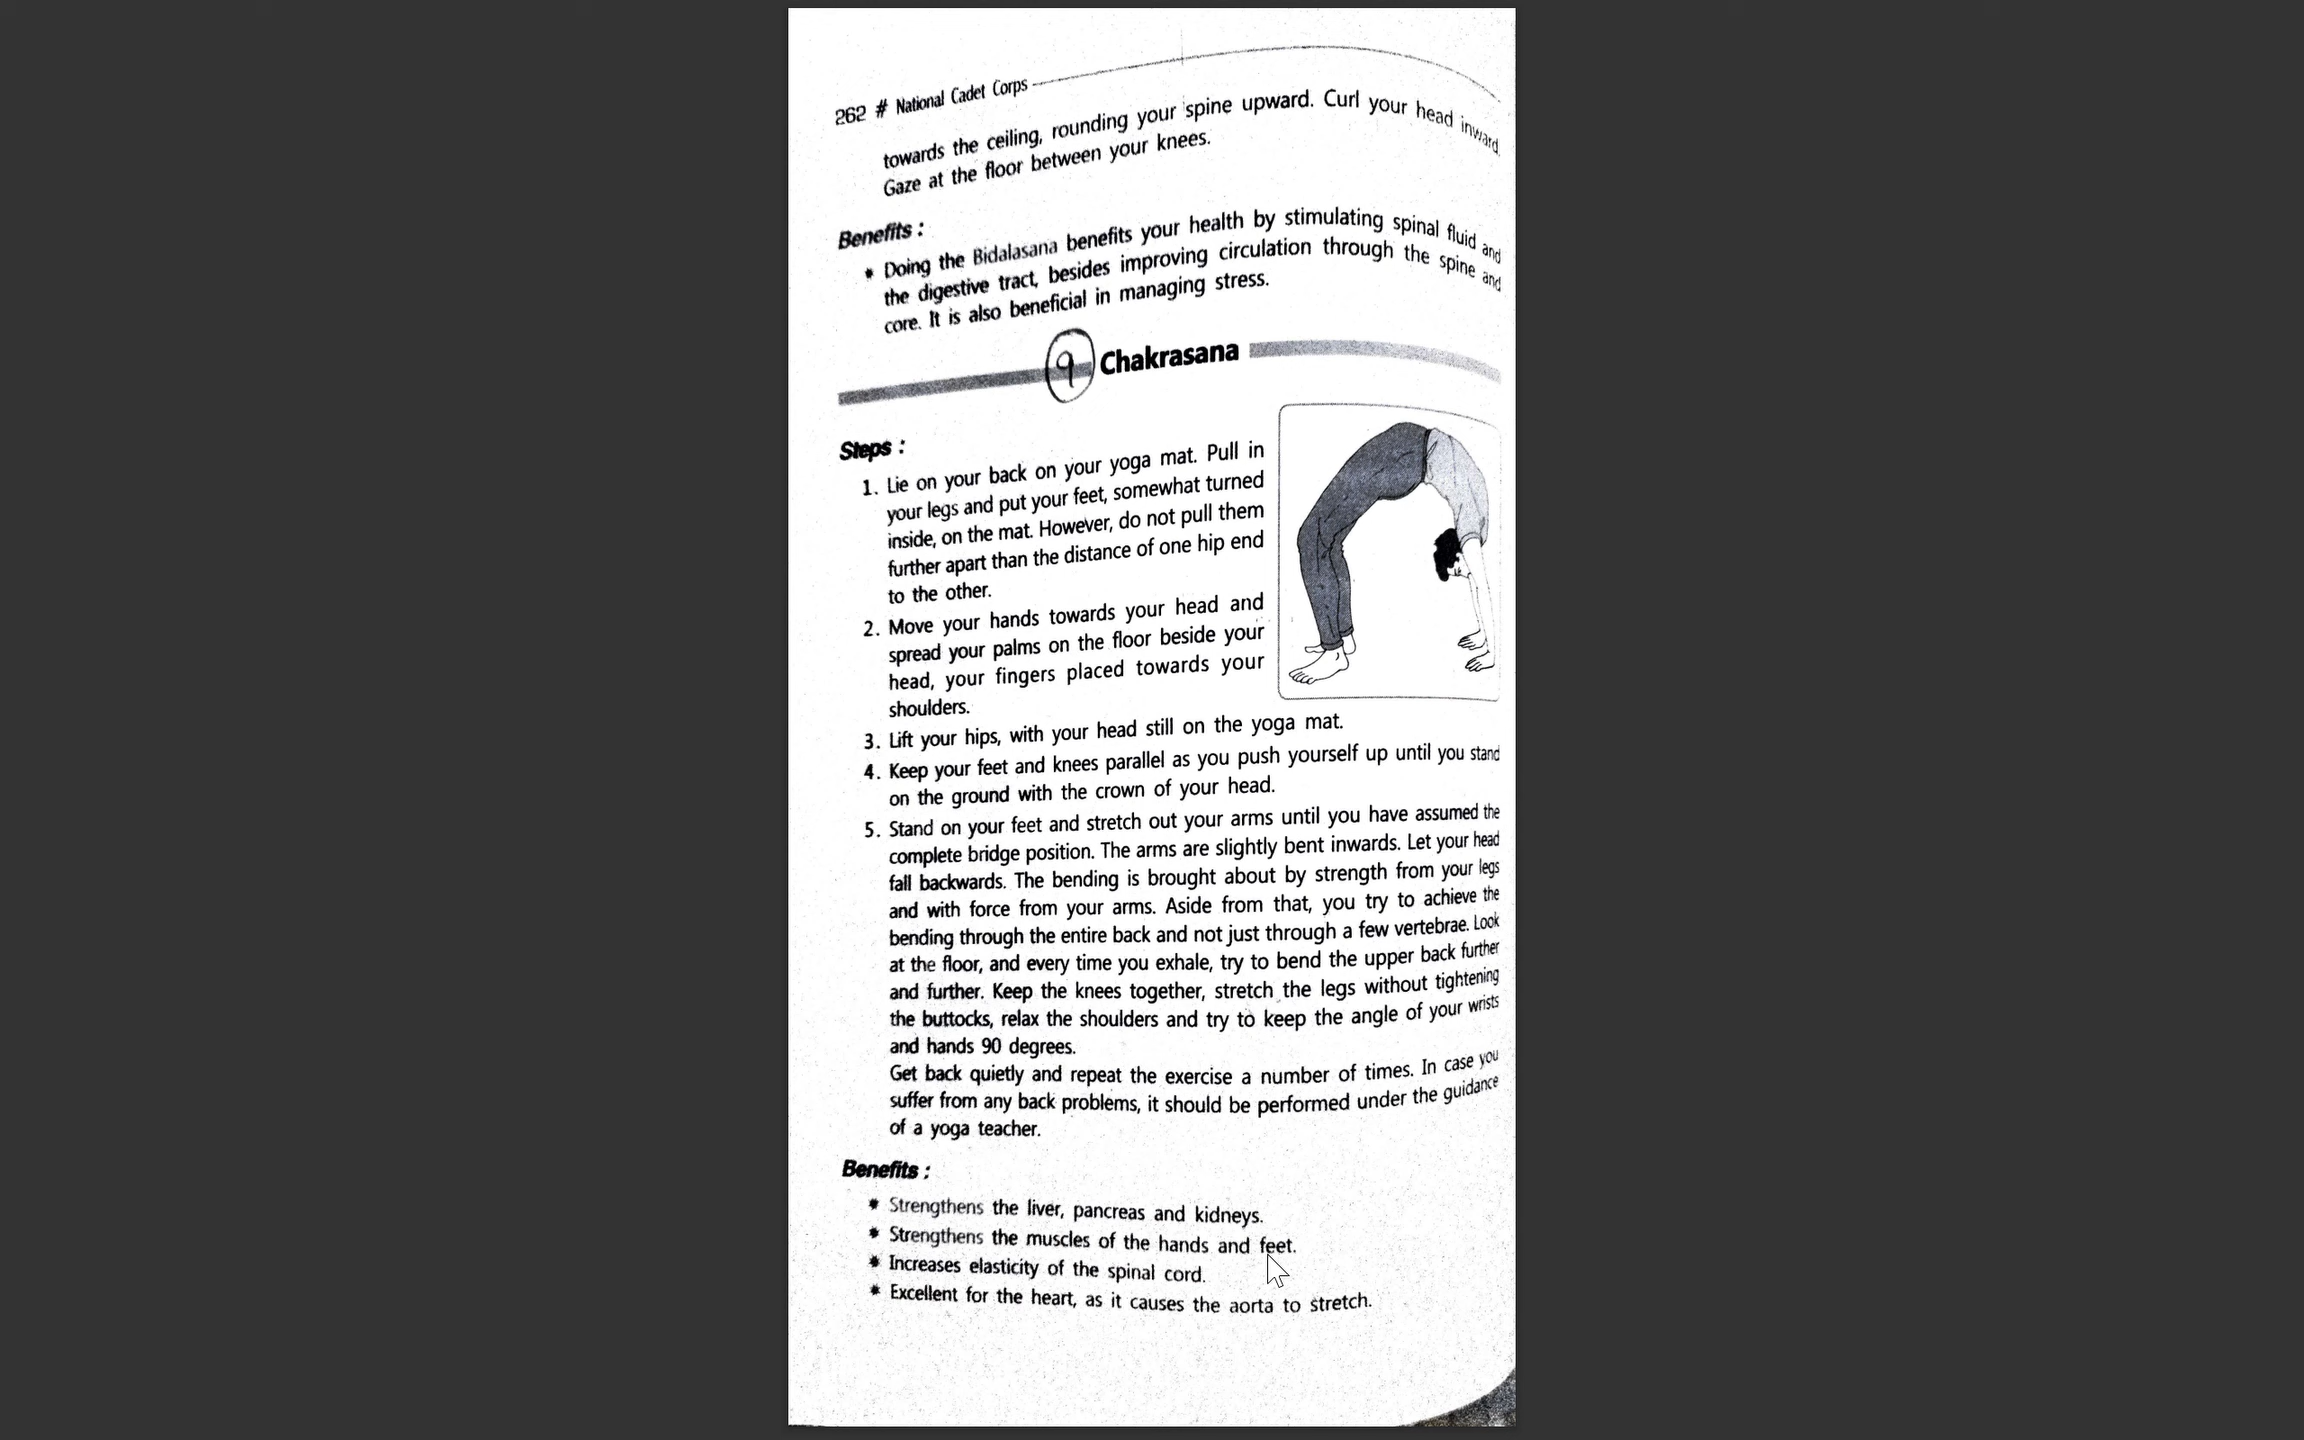 262 # National Cadet Corps
towards the ceiling, rounding your spine upward. Curl your head inward.
Gaze at the floor between your knees.
Benefits :
* Doing the Bidalasana benefits your health by stimulating spinal fluid and
the digestive tract, besides improving circulation through the spine and
core. It is also beneficial in managing stress.
9 Chakrasana
Steps :
1. Lie on your back on your yoga mat. Pull in
your legs and put your feet, somewhat turned
inside, on the mat. However, do not pull them
further apart than the distance of one hip end
to the other.
2. Move your hands towards your head and
spread your palms on the floor beside your
head, your fingers placed towards your
shoulders.
3. Lift your hips, with your head still on the yoga mat.
4. Keep your feet and knees parallel as you push yourself up until you stand
on the ground with the crown of your head.
5. Stand on your feet and stretch out your arms until you have assumed the
complete bridge position. The arms are slightly bent inwards. Let your head
fall backwards. The bending is brought about by strength from your legs
and with force from your arms. Aside from that, you try to achieve the
bending through the entire back and not just through a few vertebrae. Look
at the floor, and every time you exhale, try to bend the upper back further
and further. Keep the knees together, stretch the legs without tightening
the buttocks, relax the shoulders and try to keep the angle of your wrists
and hands 90 degrees.
Get back quietly and repeat the exercise a number of times. In case you
suffer from any back problems, it should be performed under the guidance
of a yoga teacher.
Benefits :
* Strengthens the liver, pancreas and kidneys.
* Strengthens the muscles of the hands and feet.
* Increases elasticity of the spinal cord.
* Excellent for the heart, as it causes the aorta to stretch.